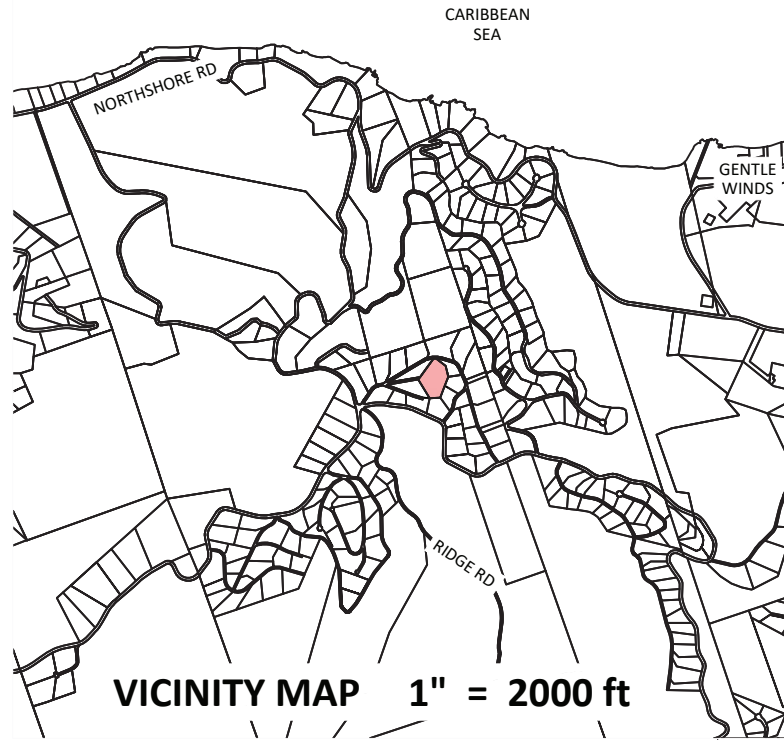 CARIBBEAN
SEA
NORTHSHORE RD
GENTLE
WINDS
RIDGE RD
VICINITY MAP 1" = 2000 ft